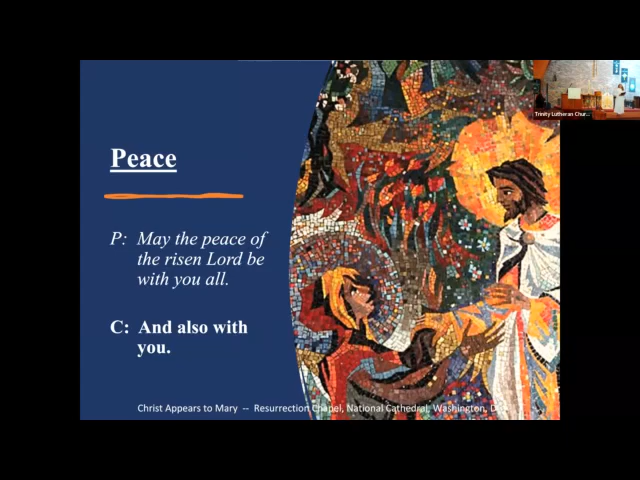 Trinity Lutheran Chur...
Peace
P: May the peace of
the risen Lord be
with you all.
C: And also with
you.
Christ Appears to Mary -- Resurrection Chapel, National Cathedral, Washington,